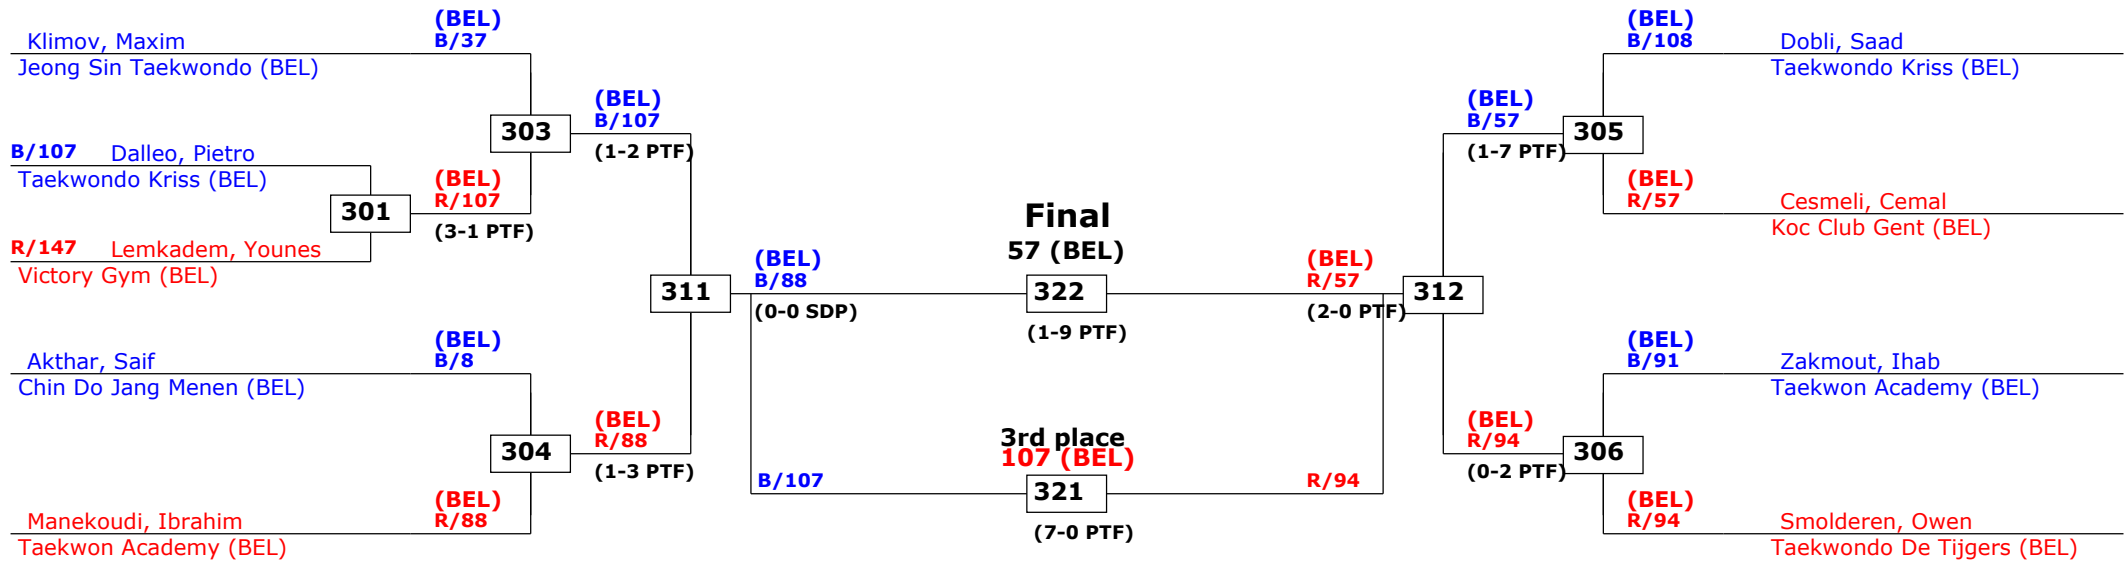 (BEL)
B/37
Klimov, Maxim
Jeong Sin Taekwondo (BEL)
303
(BEL)
B/107
(1-2 PTF)
B/107 Dalleo, Pietro
Taekwondo Kriss (BEL)
301
(BEL)
R/107
(3-1 PTF)
R/147 Lemkadem, Younes
Victory Gym (BEL)
311
(BEL)
B/88
(0-0 SDP)
(BEL)
B/8
Akthar, Saif
Chin Do Jang Menen (BEL)
304
(BEL)
R/88
(1-3 PTF)
(BEL)
R/88
Manekoudi, Ibrahim
Taekwon Academy (BEL)
Final
57 (BEL)
322
(1-9 PTF)
3rd place
107 (BEL)
B/107
321
R/94
(7-0 PTF)
(BEL)
R/57
(2-0 PTF)
312
(BEL)
B/57
(1-7 PTF)
305
(BEL)
B/108
Dobli, Saad
Taekwondo Kriss (BEL)
(BEL)
R/57
Cesmeli, Cemal
Koc Club Gent (BEL)
(BEL)
R/94
(0-2 PTF)
306
(BEL)
B/91
Zakmout, Ihab
Taekwon Academy (BEL)
(BEL)
R/94
Smolderen, Owen
Taekwondo De Tijgers (BEL)